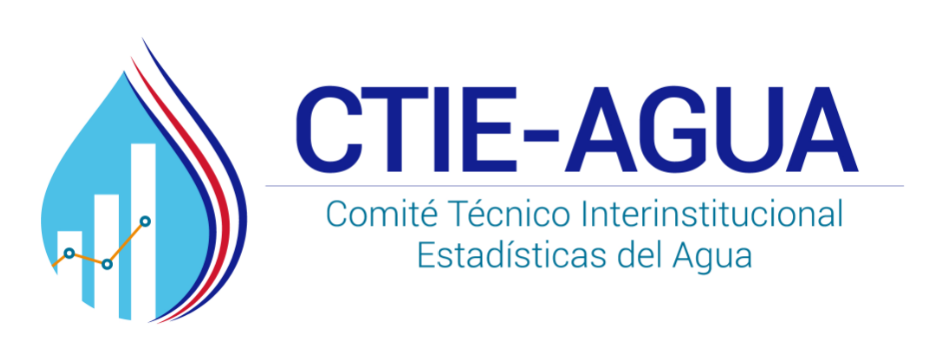 CTIE-AGUA
Comité Técnico Interinstitucional
Estadísticas del Agua